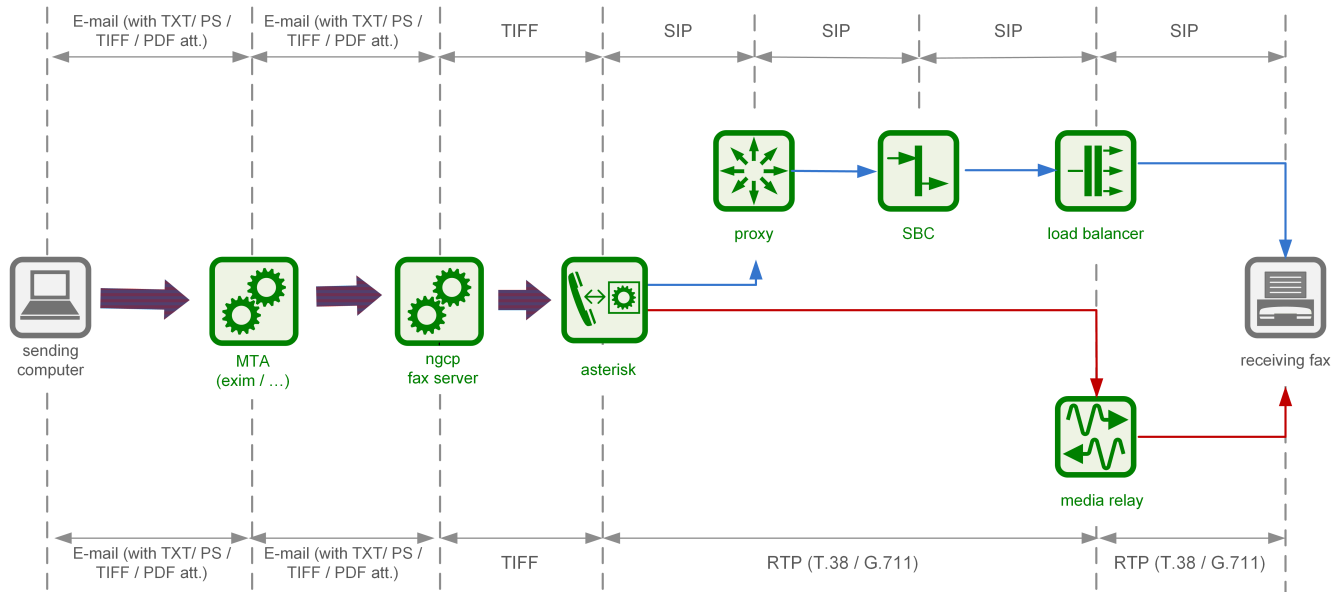 E-mail (with TXT/ PS /
TIFF / PDF att.)
E-mail (with TXT/ PS /
TIFF / PDF att.)
TIFF
SIP
SIP
SIP
SIP
proxy
SBC
load balancer
sending
computer
MTA
(exim / …)
ngcp
fax server
asterisk
receiving fax
media relay
E-mail (with TXT/ PS /
TIFF / PDF att.)
E-mail (with TXT/ PS /
TIFF / PDF att.)
TIFF
RTP (T.38 / G.711)
RTP (T.38 / G.711)